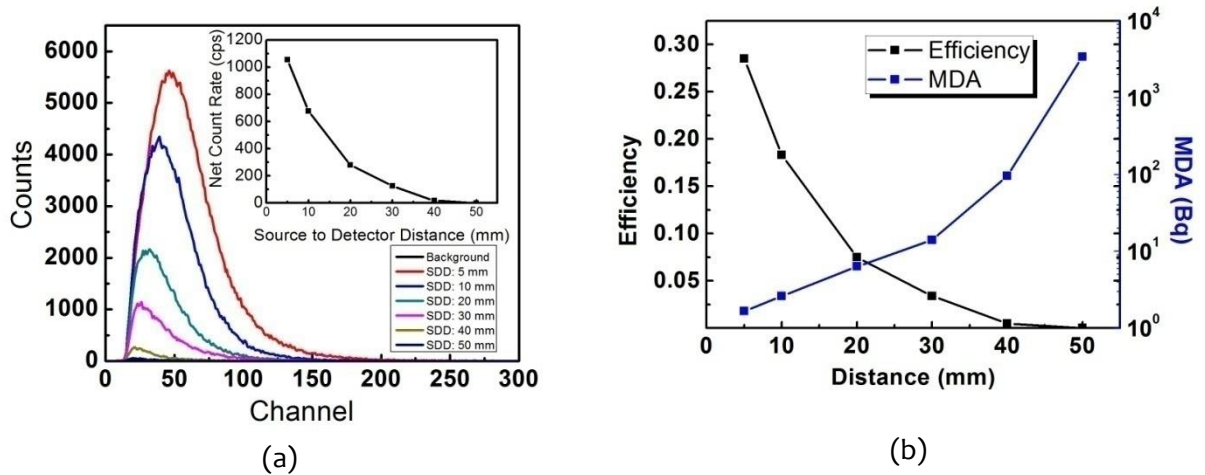 6000
5000
4000
3000
2000
1000
0
Counts
0 50 100 150 200 250 300
Channel
1200
1000
800
600
400
200
0
Net Count Rate (cps)
0 10 20 30 40 50
Source to Detector Distance (mm)
Background
SDD: 5 mm
SDD: 10 mm
SDD: 20 mm
SDD: 30 mm
SDD: 40 mm
SDD: 50 mm
(a)
0.30
0.25
0.20
0.15
0.10
0.05
Efficiency
Efficiency
MDA
10⁴
10³
10²
10¹
10⁰
MDA (Bq)
0 10 20 30 40 50
Distance (mm)
(b)